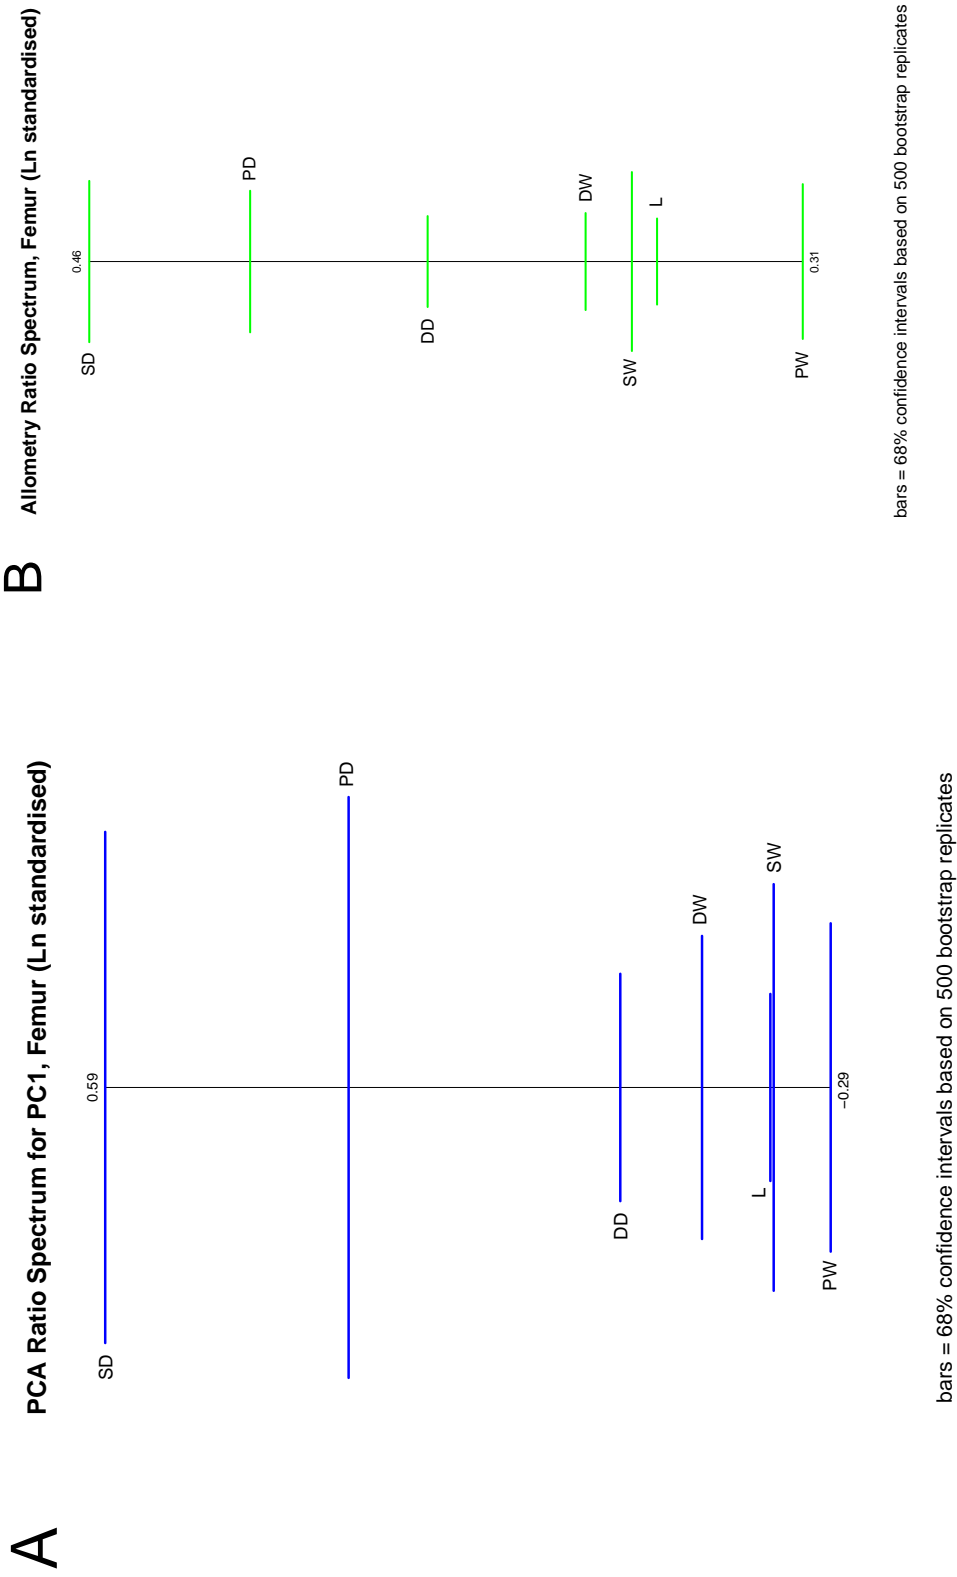 A
PCA Ratio Spectrum for PC1, Femur (Ln standardised)
0.59
SD
PD
DD
DW
L
SW
PW
−0.29
bars = 68% confidence intervals based on 500 bootstrap replicates
B
Allometry Ratio Spectrum, Femur (Ln standardised)
0.46
SD
PD
DD
DW
SW
L
PW
0.31
bars = 68% confidence intervals based on 500 bootstrap replicates